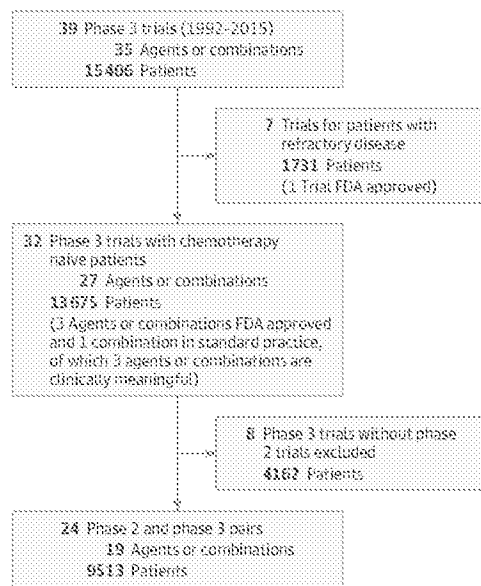 39 Phase 3 trials (1992-2015)
35 Agents or combinations
15406 Patients
7 Trials for patients with
refractory disease
1731 Patients
(1 Trial FDA approved)
32 Phase 3 trials with chemotherapy
naive patients
27 Agents or combinations
13675 Patients
(3 Agents or combinations FDA approved
and 1 combination in standard practice,
of which 3 agents or combinations are
clinically meaningful)
8 Phase 3 trials without phase
2 trials excluded
4162 Patients
24 Phase 2 and phase 3 pairs
19 Agents or combinations
9513 Patients